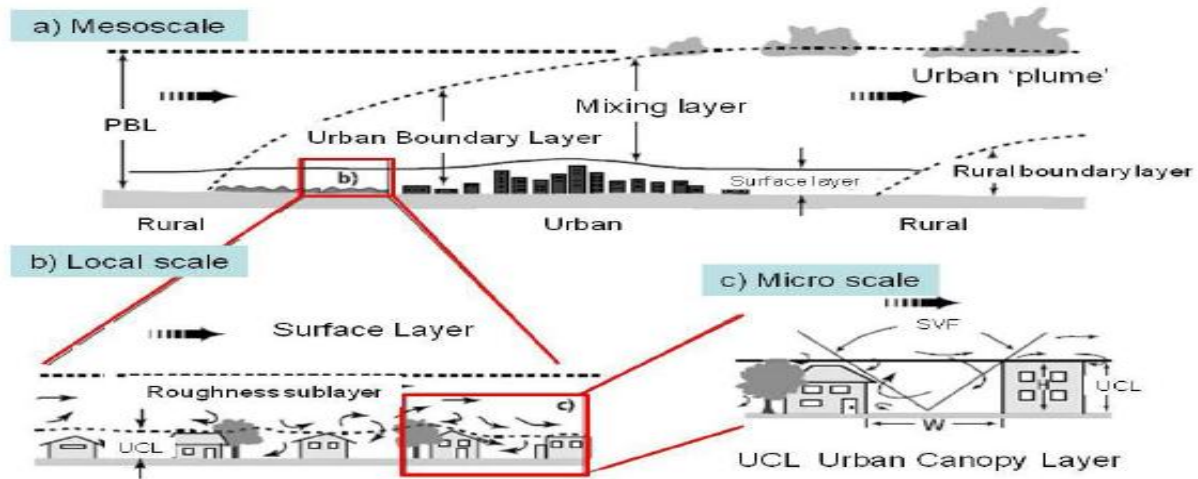 a) Mesoscale
Urban 'plume'
PBL
Mixing layer
Urban Boundary Layer
b)
Surface layer
Rural boundary layer
Rural
Urban
Rural
b) Local scale
Surface Layer
Roughness sublayer
c)
UCL
c) Micro scale
SVF
H
UCL
W
UCL Urban Canopy Layer